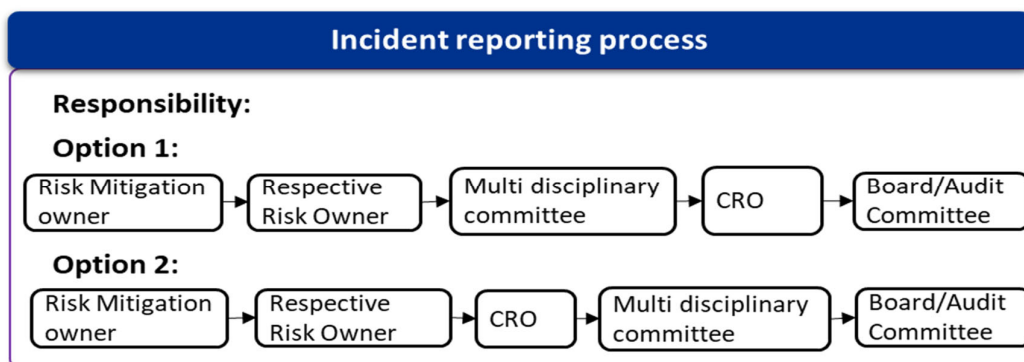 Incident reporting process
Responsibility:
Option 1:
Risk Mitigation
owner
Respective
Risk Owner
Multi disciplinary
committee
CRO
Board/Audit
Committee
Option 2:
Risk Mitigation
owner
Respective
Risk Owner
CRO
Multi disciplinary
committee
Board/Audit
Committee